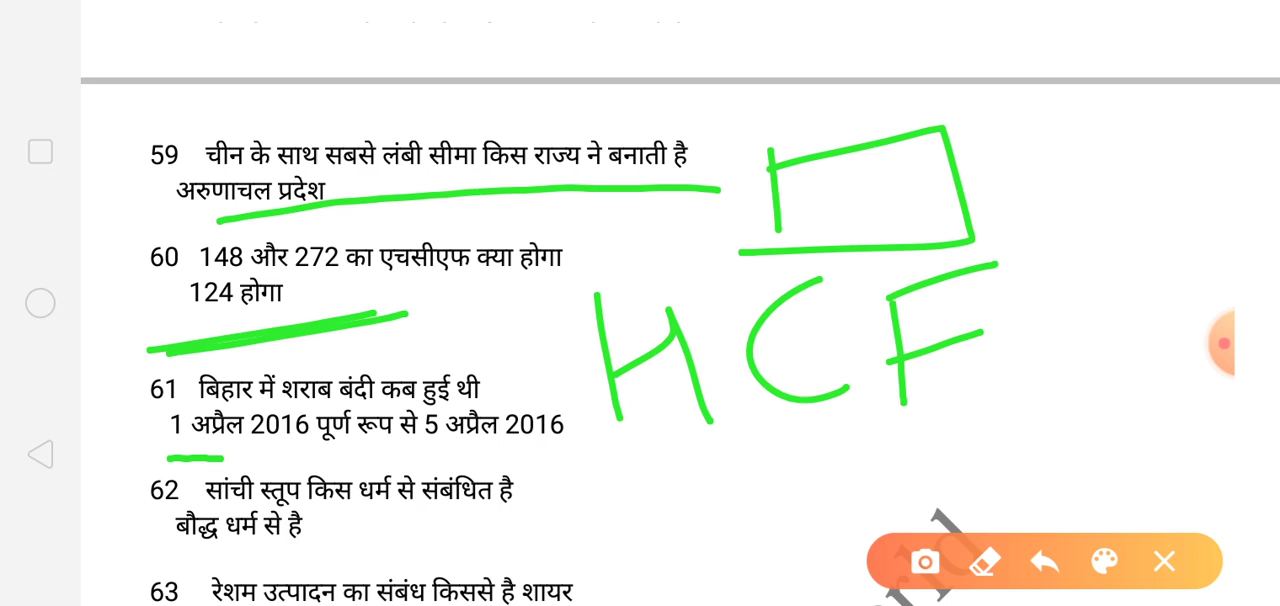 59 चीन के साथ सबसे लंबी सीमा किस राज्य ने बनाती है
अरुणाचल प्रदेश
60 148 और 272 का एचसीएफ क्या होगा
124 होगा
HCF
61 बिहार में शराब बंदी कब हुई थी
1 अप्रैल 2016 पूर्ण रूप से 5 अप्रैल 2016
62 सांची स्तूप किस धर्म से संबंधित है
बौद्ध धर्म से है
63 रेशम उत्पादन का संबंध किससे है शायर